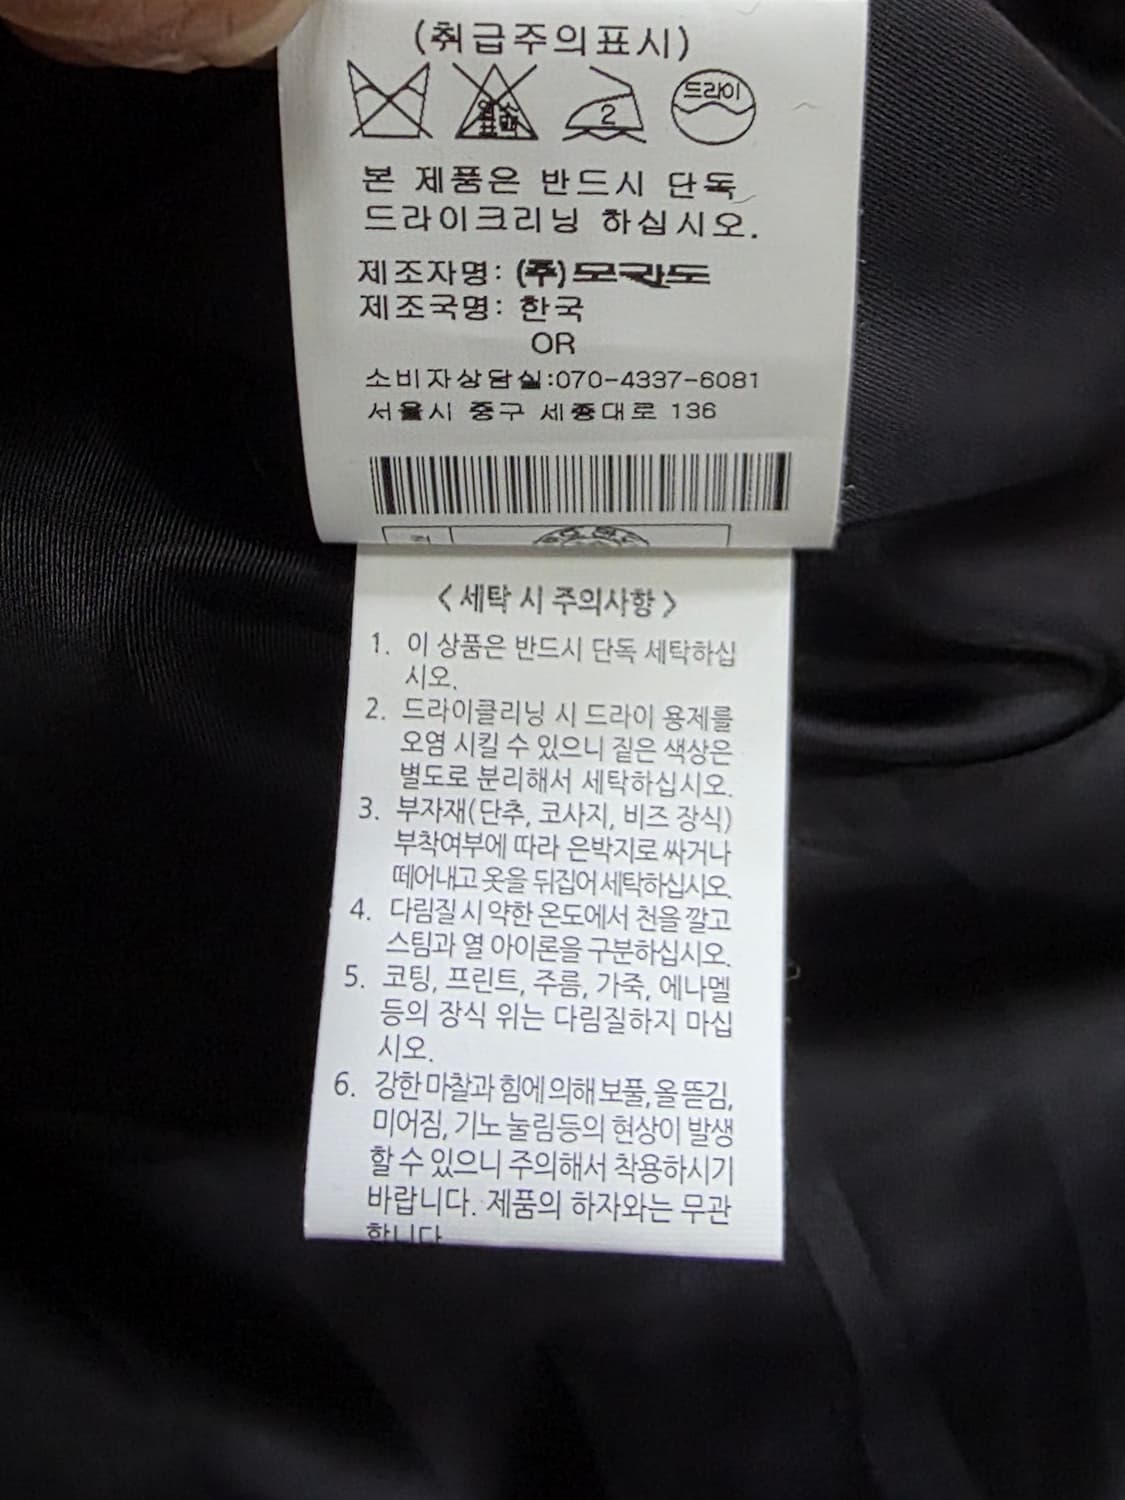 (취급주의표시)
염소
표백
2
드라이
본 제품은 반드시 단독
드라이크리닝 하십시오.
제조자명: (주)모라도
제조국명: 한국
OR
소비자상담실:070-4337-6081
서울시 중구 세종대로 136
<세탁 시 주의사항>
1. 이 상품은 반드시 단독 세탁하십
시오.
2. 드라이클리닝 시 드라이 용제를
오염 시킬 수 있으니 짙은 색상은
별도로 분리해서 세탁하십시오.
3. 부자재(단추, 코사지, 비즈 장식)
부착여부에 따라 은박지로 싸거나
떼어내고 옷을 뒤집어 세탁하십시오.
4. 다림질 시 약한 온도에서 천을 깔고
스팀과 열 아이론을 구분하십시오.
5. 코팅, 프린트, 주름, 가죽, 에나멜
등의 장식 위는 다림질하지 마십
시오.
6. 강한 마찰과 힘에 의해 보풀, 올 뜯김,
미어짐, 기노 눌림등의 현상이 발생
할 수 있으니 주의해서 착용하시기
바랍니다. 제품의 하자와는 무관
합니다